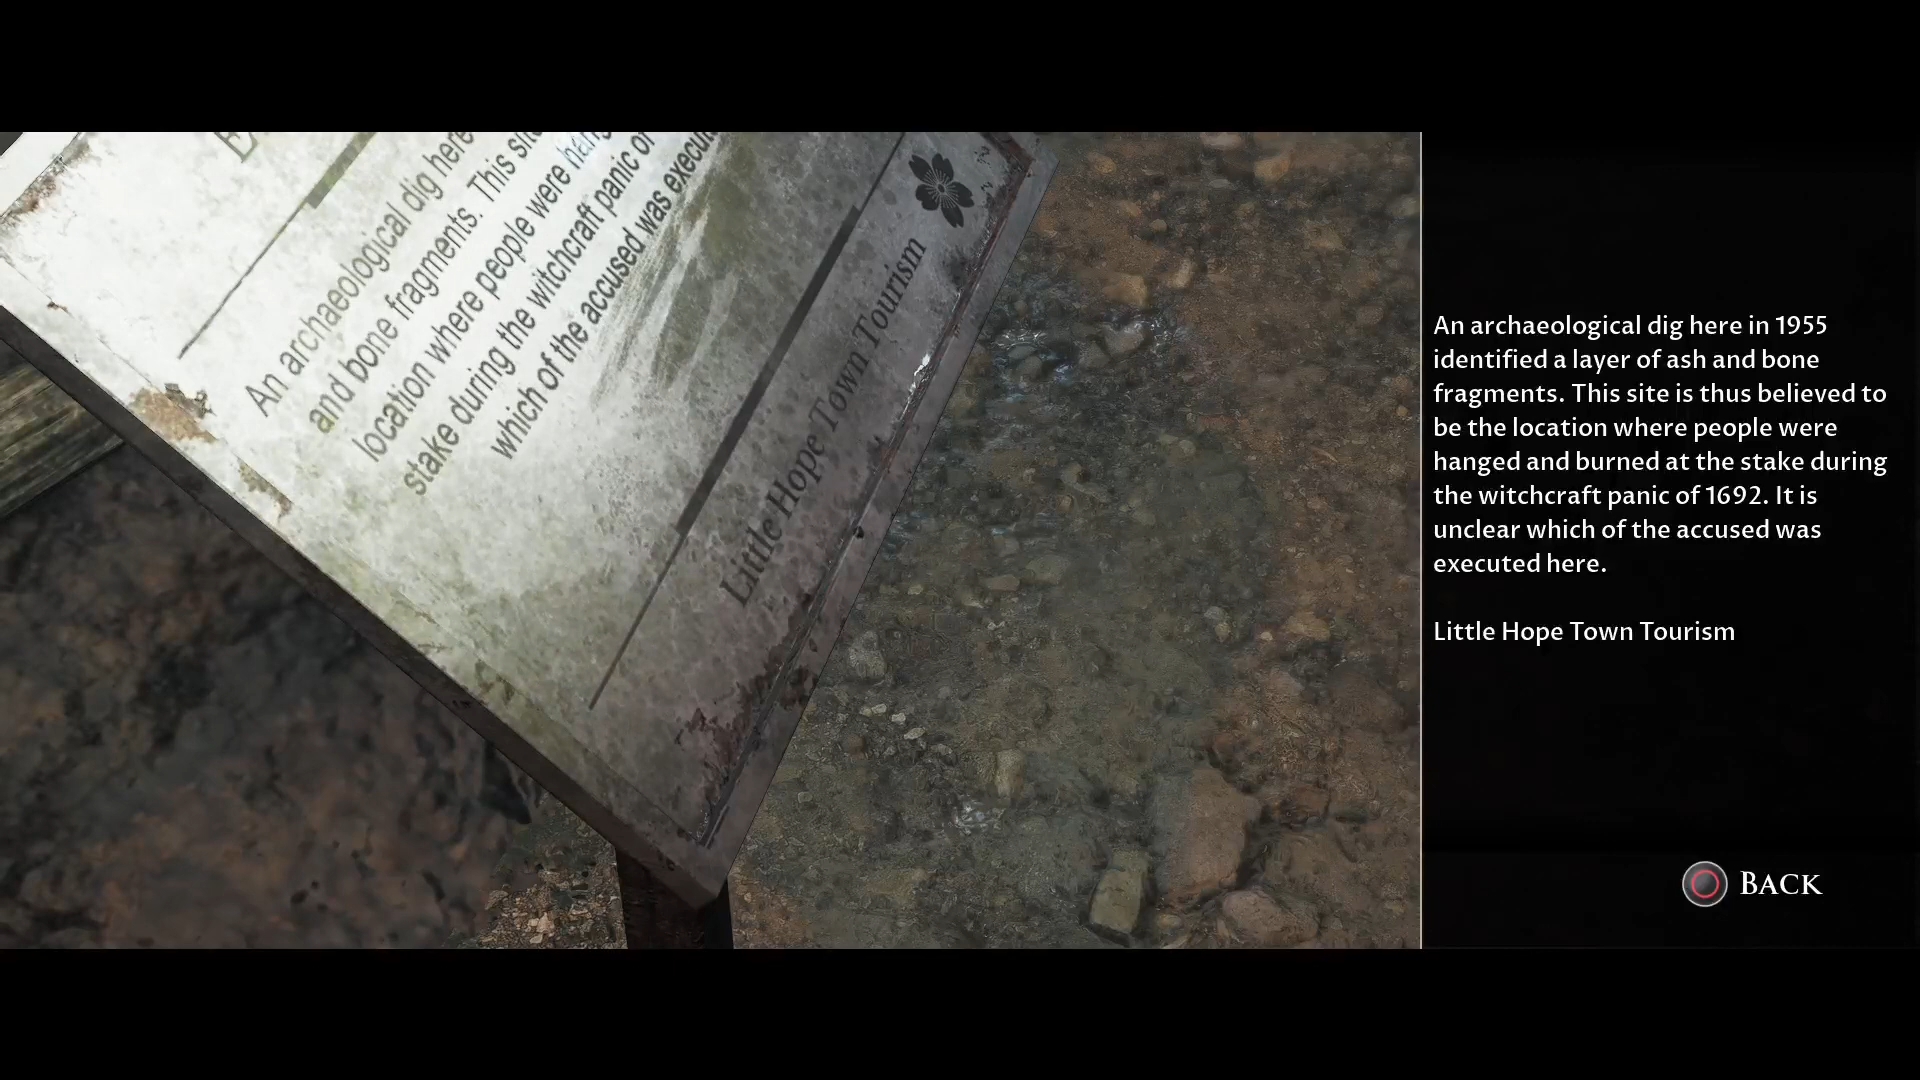 E
An archaeological dig here
and bone fragments. This site
location where people were hang
stake during the witchcraft panic of
which of the accused was execut
Little Hope Town Tourism
An archaeological dig here in 1955
identified a layer of ash and bone
fragments. This site is thus believed to
be the location where people were
hanged and burned at the stake during
the witchcraft panic of 1692. It is
unclear which of the accused was
executed here.
Little Hope Town Tourism
BACK